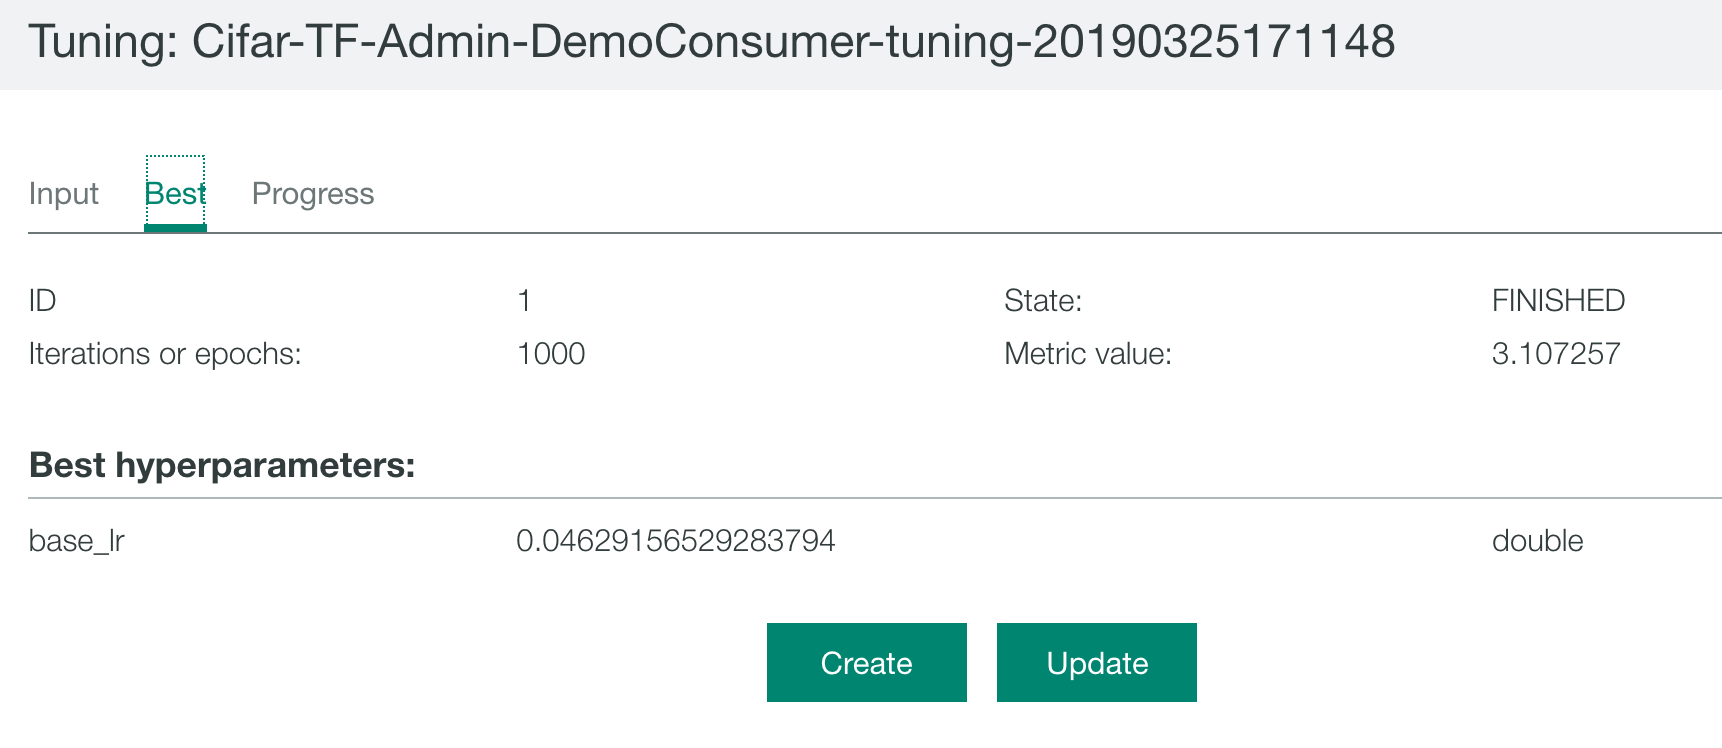 Tuning: Cifar-TF-Admin-DemoConsumer-tuning-20190325171148
Input Best Progress
ID 1 State: FINISHED
Iterations or epochs: 1000 Metric value: 3.107257
Best hyperparameters:
base_lr 0.04629156529283794 double
Create Update